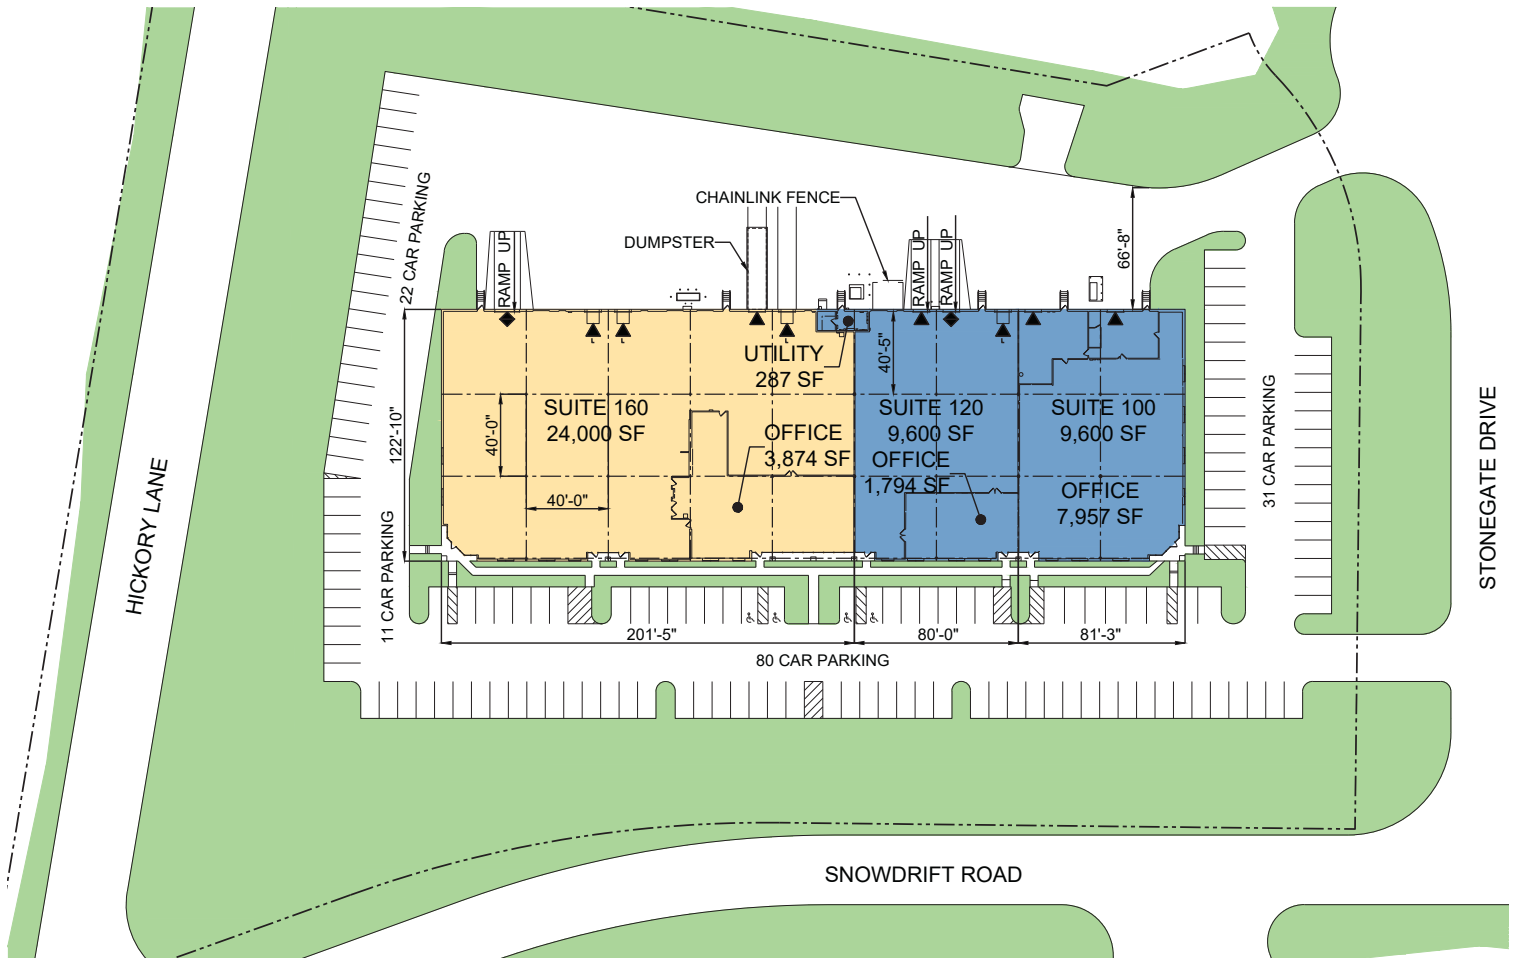 22 CAR PARKING
CHAINLINK FENCE
DUMPSTER
RAMP UP
RAMP UP
RAMP UP
66'-8"
UTILITY
287 SF
40'-5"
122'-10"
SUITE 160
24,000 SF
40'-0"
40'-0"
OFFICE
3,874 SF
SUITE 120
9,600 SF
OFFICE
1,794 SF
SUITE 100
9,600 SF
OFFICE
7,957 SF
L
L
L
L
31 CAR PARKING
STONEGATE DRIVE
HICKORY LANE
11 CAR PARKING
201'-5"
80'-0"
81'-3"
80 CAR PARKING
SNOWDRIFT ROAD